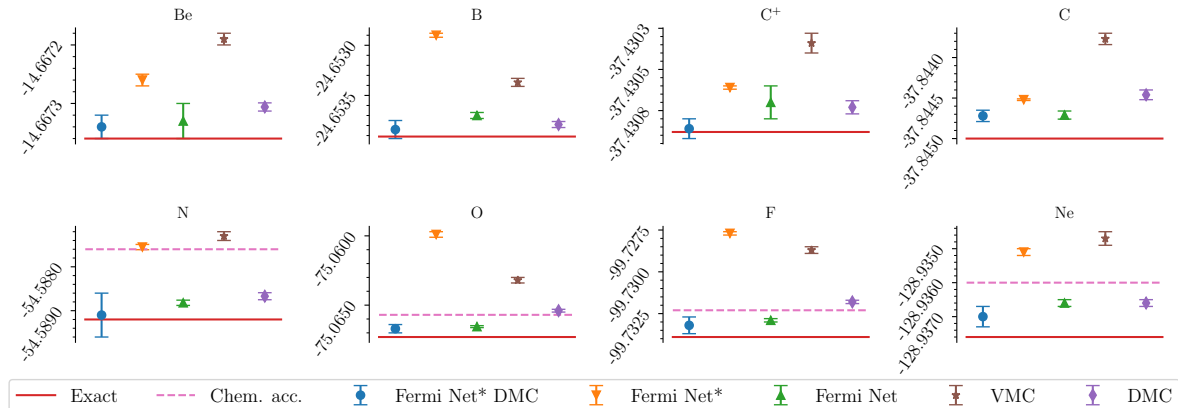 Be
B
C⁺
C
-14.6672
-14.6673
-24.6530
-24.6535
-37.4303
-37.4305
-37.4308
-37.8440
-37.8445
-37.8450
N
O
F
Ne
-54.5880
-54.5890
-75.0600
-75.0650
-99.7275
-99.7300
-99.7325
-128.9350
-128.9360
-128.9370
Exact Chem. acc. Fermi Net* DMC Fermi Net* Fermi Net VMC DMC